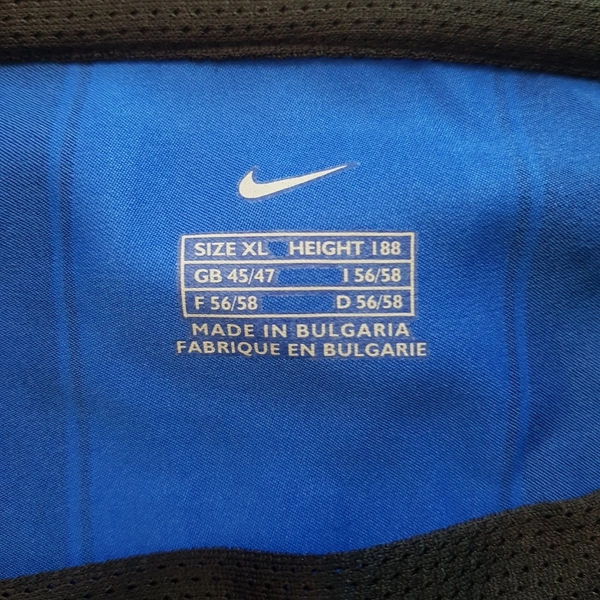 SIZE XL HEIGHT 188
GB 45/47 I 56/58
F 56/58 D 56/58
MADE IN BULGARIA
FABRIQUE EN BULGARIE